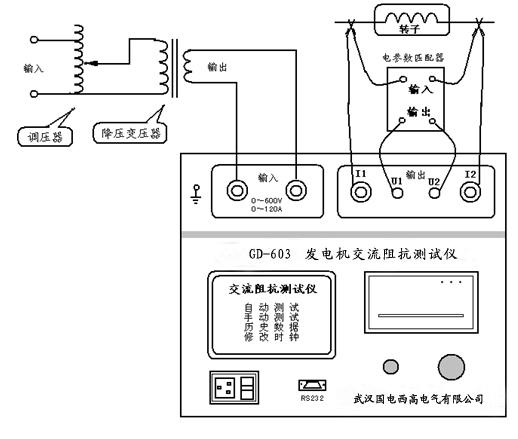 转子
电参数匹配器
输入
输出
输入
输出
调压器
降压变压器
输入
0～600V
0～120A
I1
U1
输出
U2
I2
GD-603 发电机交流阻抗测试仪
交流阻抗测试仪
自动测试
手动测试
历史数据
修改时钟
RS232
武汉国电西高电气有限公司